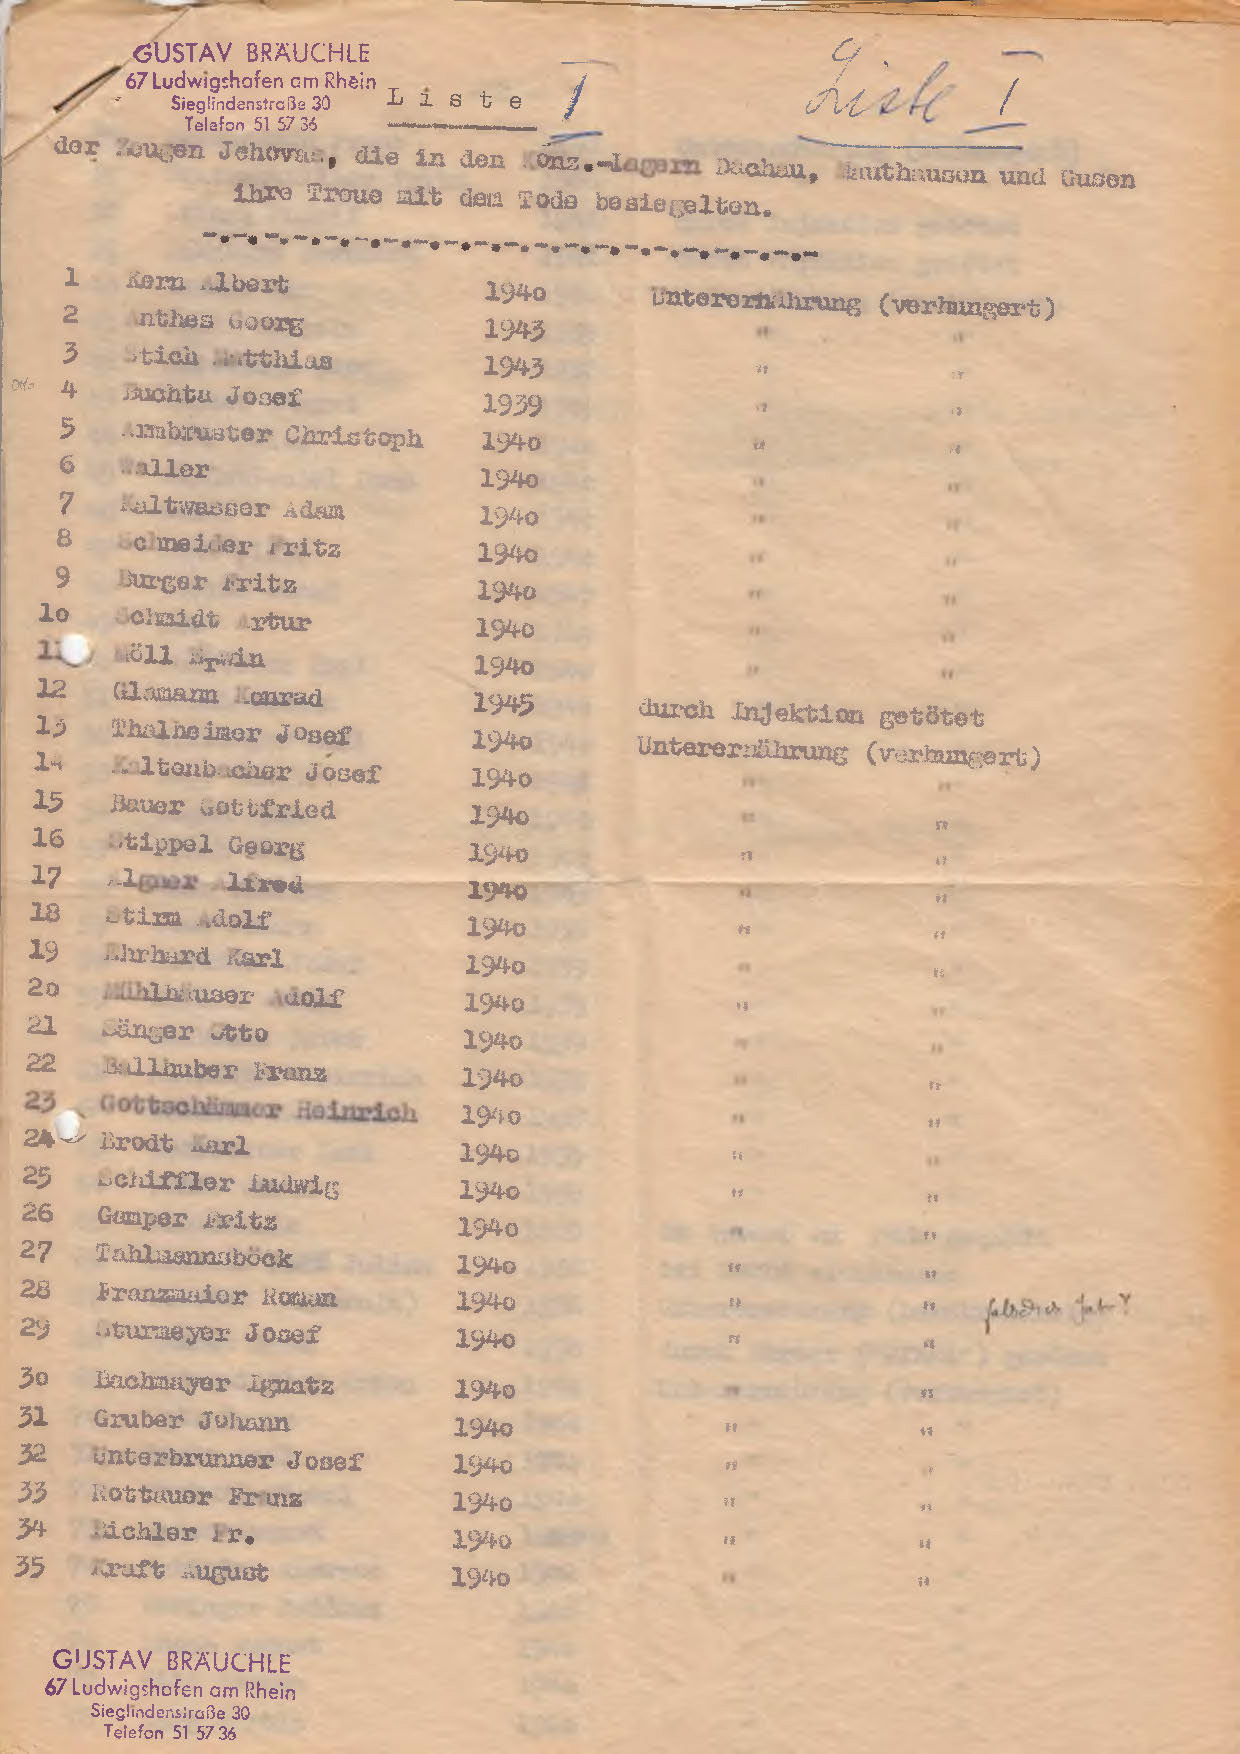 GUSTAV BRÄUCHLE
67 Ludwigshafen am Rhein
Sieglindenstraße 30
Telefon 51 57 36
Liste I
Liste I
der Zeugen Jehovas, die in den Konz.-Lagern Dachau, Mauthausen und Gusen
ihre Treue mit dem Tode besiegelten.
-.-.-.-.-.-.-.-.-.-.-.-.-.-.-.-.-.-.-
1 Kern Albert 1940 Unterernährung (verhungert)
2 Anthes Georg 1943 " "
3 Stich Matthias 1943 " "
4 Buchta Josef 1939 " "
5 Armbruster Christoph 1940 " "
6 Waller 1940 " "
7 Kaltwasser Adam 1940 " "
8 Schneider Fritz 1940 " "
9 Burger Fritz 1940 " "
10 Schmidt Artur 1940 " "
11 Möll Erwin 1940 " "
12 Glamann Konrad 1945 durch Injektion getötet
13 Thalheimer Josef 1940 Unterernährung (verhungert)
14 Kaltenbacher Josef 1940 " "
15 Bauer Gottfried 1940 " "
16 Stippel Georg 1940 " "
17 Algner Alfred 1940 " "
18 Stirm Adolf 1940 " "
19 Ehrhard Karl 1940 " "
20 Mühlhäuser Adolf 1940 " "
21 Sänger Otto 1940 " "
22 Ballhuber Franz 1940 " "
23 Gottschämmer Heinrich 1940 " "
24 Brodt Karl 1940 " "
25 Schiffler Ludwig 1940 " "
26 Gamper Fritz 1940 " "
27 Tahlmannsböck 1940 " "
28 Franzmaier Roman 1940 " " falsches Jahr?
29 Sturmeyer Josef 1940 " "
30 Bachmayer Ignatz 1940 " "
31 Gruber Johann 1940 " "
32 Unterbrunner Josef 1940 " "
33 Rottauer Franz 1940 " "
34 Pichler Fr. 1940 " "
35 Kraft August 1940 " "
GUSTAV BRÄUCHLE
67 Ludwigshafen am Rhein
Sieglindenstraße 30
Telefon 51 57 36